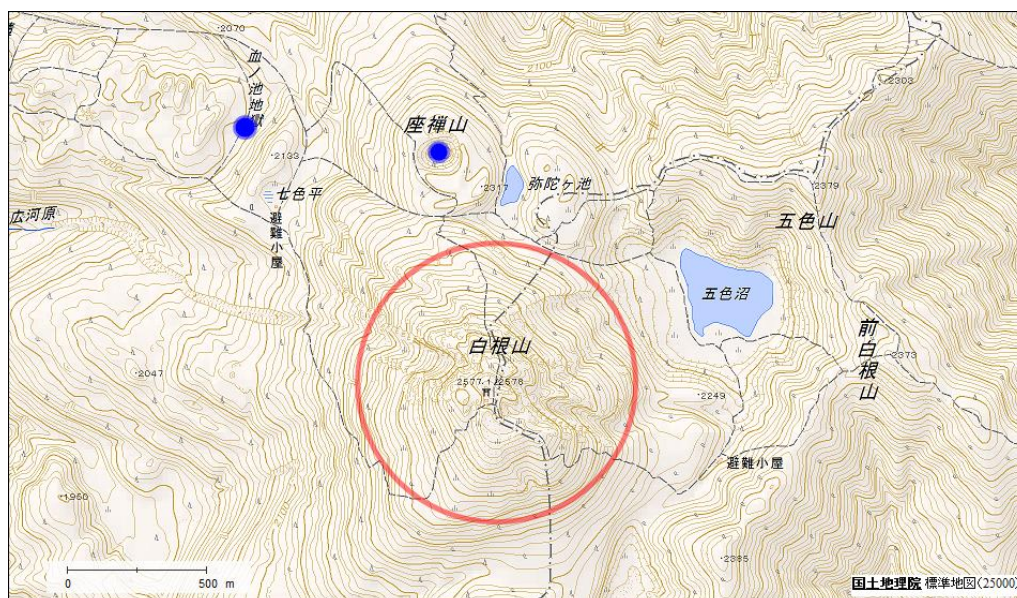 ・2070
血ノ池地獄
・2100
・2303
座禅山
・2133
・2317
弥陀ヶ池
・2379
七色平
五色山
広河原
避難小屋
五色沼
白根山
前白根山
・2373
・2047
2577.1
・2578
・2249
避難小屋
・1960
・2385
0
500 m
国土地理院 標準地図(25000)